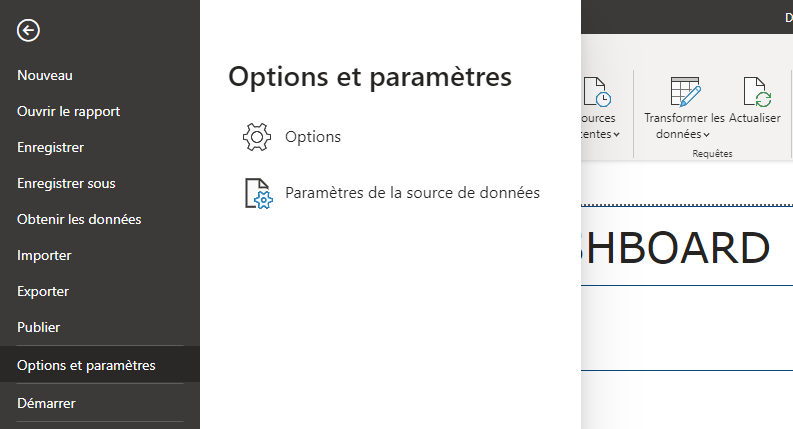 D
Nouveau
Ouvrir le rapport
Enregistrer
Enregistrer sous
Obtenir les données
Importer
Exporter
Publier
Options et paramètres
Démarrer
Options et paramètres
Options
Paramètres de la source de données
ources
centes
Transformer les
données
Actualiser
Requêtes
SHBOARD